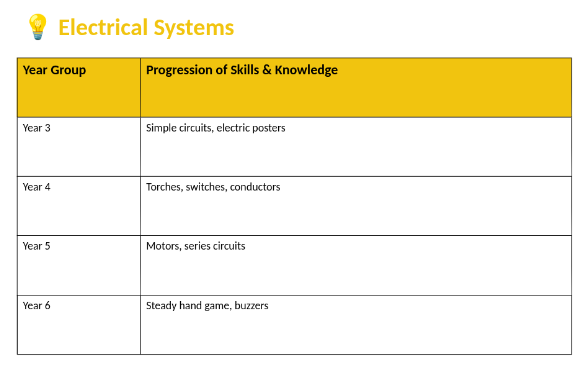 Electrical Systems
Year Group Progression of Skills & Knowledge
Year 3 Simple circuits, electric posters
Year 4 Torches, switches, conductors
Year 5 Motors, series circuits
Year 6 Steady hand game, buzzers